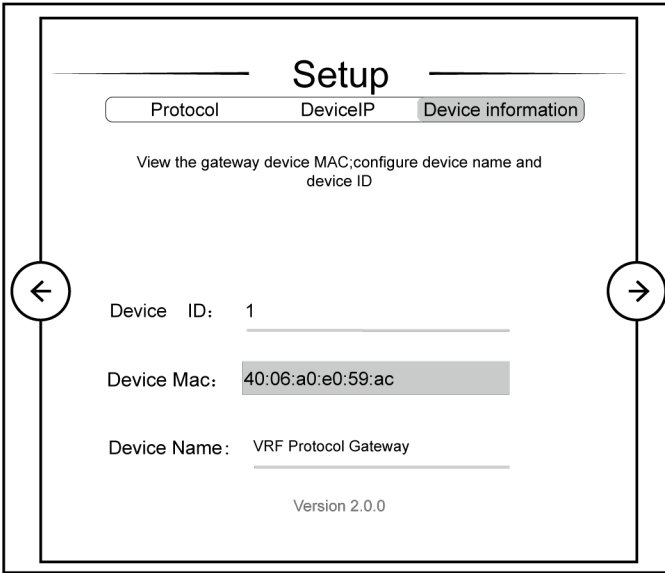 Setup
Protocol DeviceIP Device information
View the gateway device MAC;configure device name and
device ID
Device ID: 1
Device Mac: 40:06:a0:e0:59:ac
Device Name: VRF Protocol Gateway
Version 2.0.0